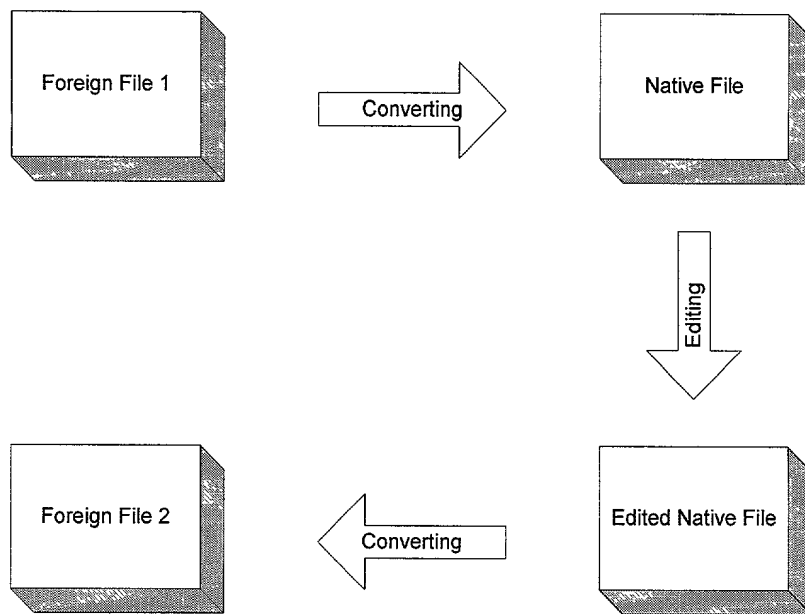 Foreign File 1
Converting
Native File
Editing
Foreign File 2
Converting
Edited Native File